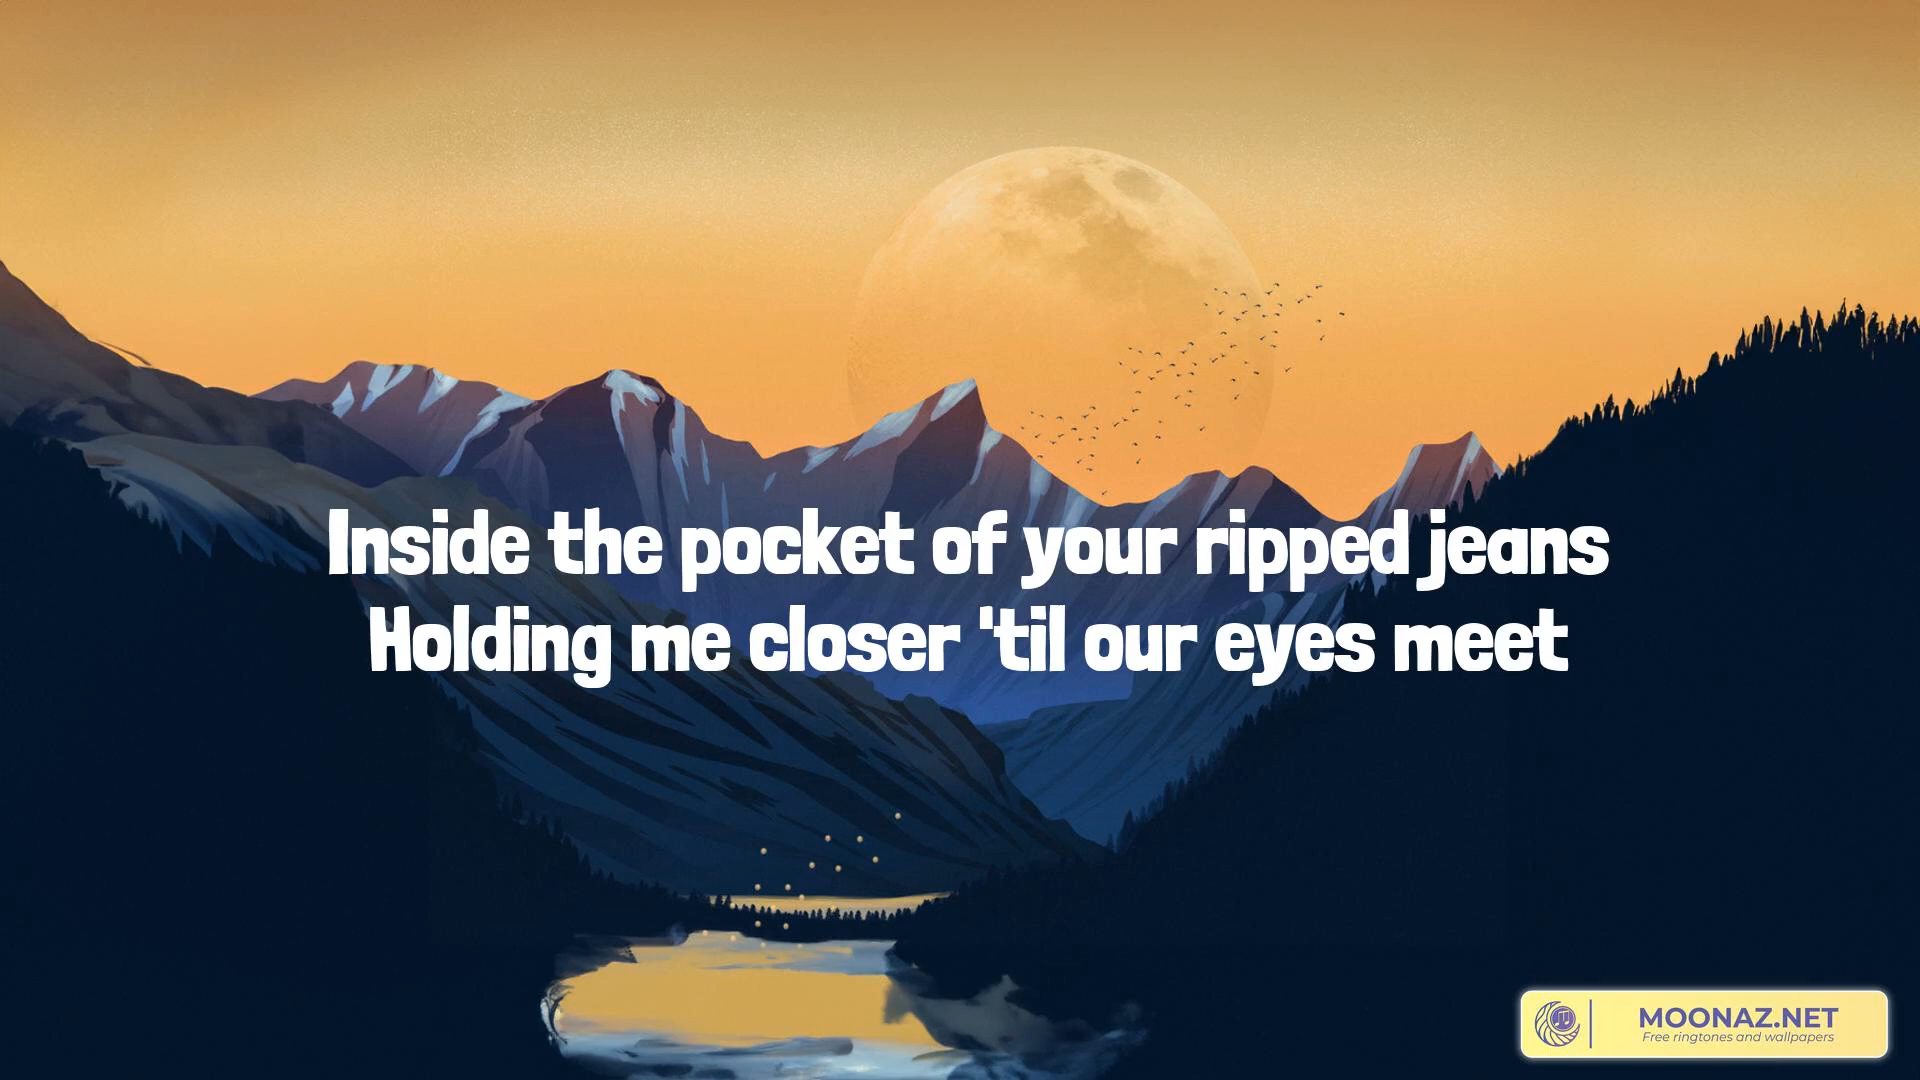 Inside the pocket of your ripped jeans
Holding me closer 'til our eyes meet
MOONAZ.NET
Free ringtones and wallpapers